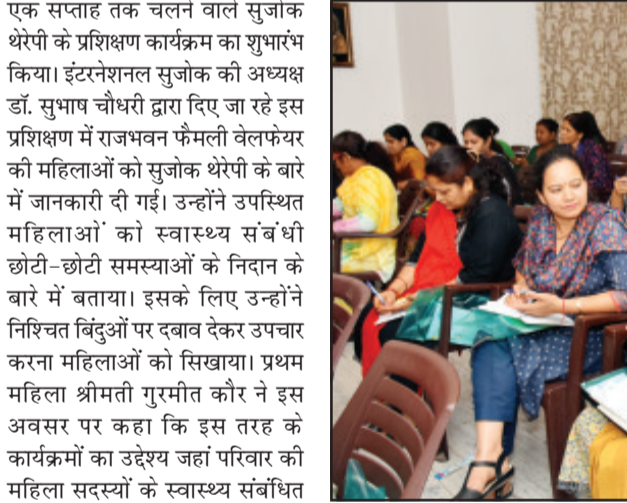 एक सप्ताह तक चलने वाले सुजोक
थेरेपी के प्रशिक्षण कार्यक्रम का शुभारंभ
किया। इंटरनेशनल सुजोक की अध्यक्ष
डॉ. सुभाष चौधरी द्वारा दिए जा रहे इस
प्रशिक्षण में राजभवन फैमली वेलफेयर
की महिलाओं को सुजोक थेरेपी के बारे
में जानकारी दी गई। उन्होंने उपस्थित
महिलाओं को स्वास्थ्य संबंधी
छोटी-छोटी समस्याओं के निदान के
बारे में बताया। इसके लिए उन्होंने
निश्चित बिंदुओं पर दबाव देकर उपचार
करना महिलाओं को सिखाया। प्रथम
महिला श्रीमती गुरमीत कौर ने इस
अवसर पर कहा कि इस तरह के
कार्यक्रमों का उद्देश्य जहां परिवार की
महिला सदस्यों के स्वास्थ्य संबंधित